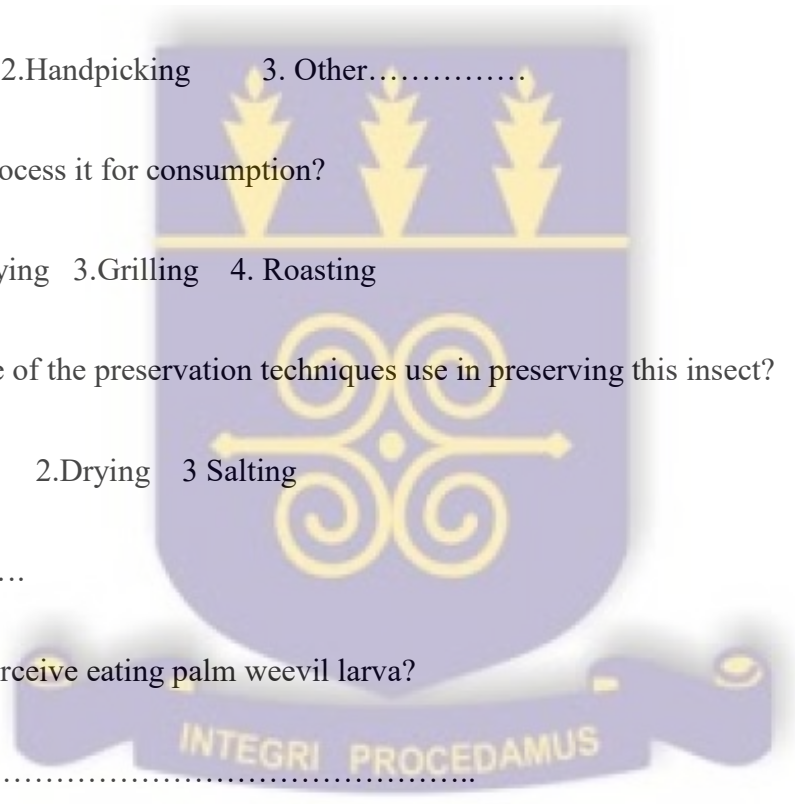 2.Handpicking 3. Other……………
ocess it for consumption?
ying 3.Grilling 4. Roasting
e of the preservation techniques use in preserving this insect?
2.Drying 3 Salting
…
rceive eating palm weevil larva?
INTEGRI PROCEDAMUS
………………………………………..